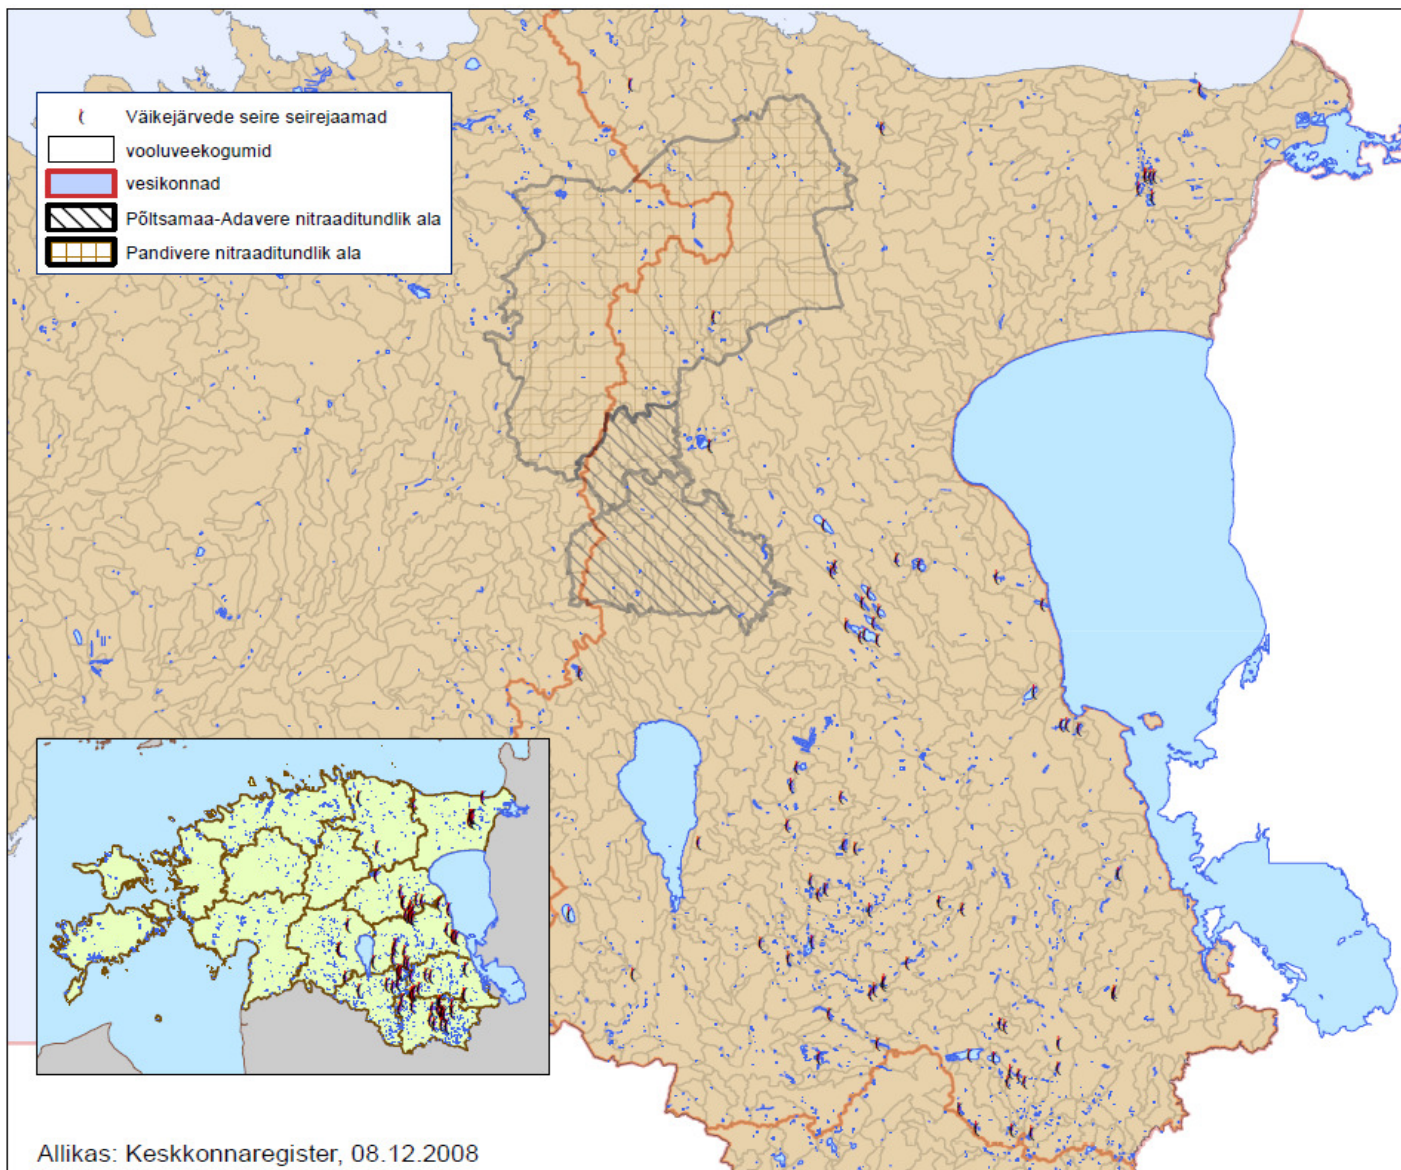 Väikejärvede seire seirejaamad
vooluveekogumid
vesikonnad
Põltsamaa-Adavere nitraaditundlik ala
Pandivere nitraaditundlik ala
Allikas: Keskkonnaregister, 08.12.2008